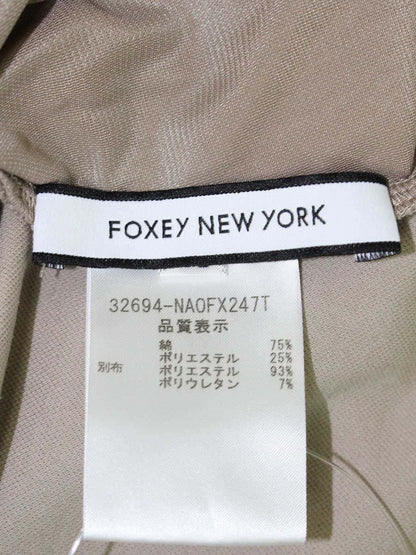 FOXEY NEW YORK
32694-NAOFX247T
品質表示
綿 75%
ポリエステル 25%
別布 ポリエステル 93%
ポリウレタン 7%